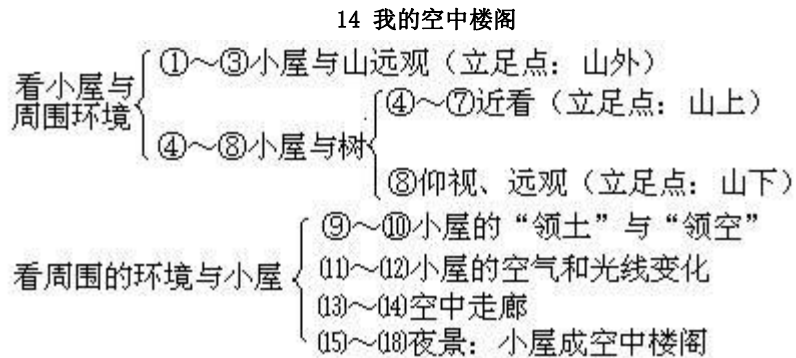 14 我的空中楼阁
①～③小屋与山远观（立足点：山外）
看小屋与
周围环境
④～⑧小屋与树
④～⑦近看（立足点：山上）
⑧仰视、远观（立足点：山下）
看周围的环境与小屋
⑨～⑩小屋的“领土”与“领空”
⑾～⑿小屋的空气和光线变化
⒀～⒁空中走廊
⒂～⒅夜景：小屋成空中楼阁